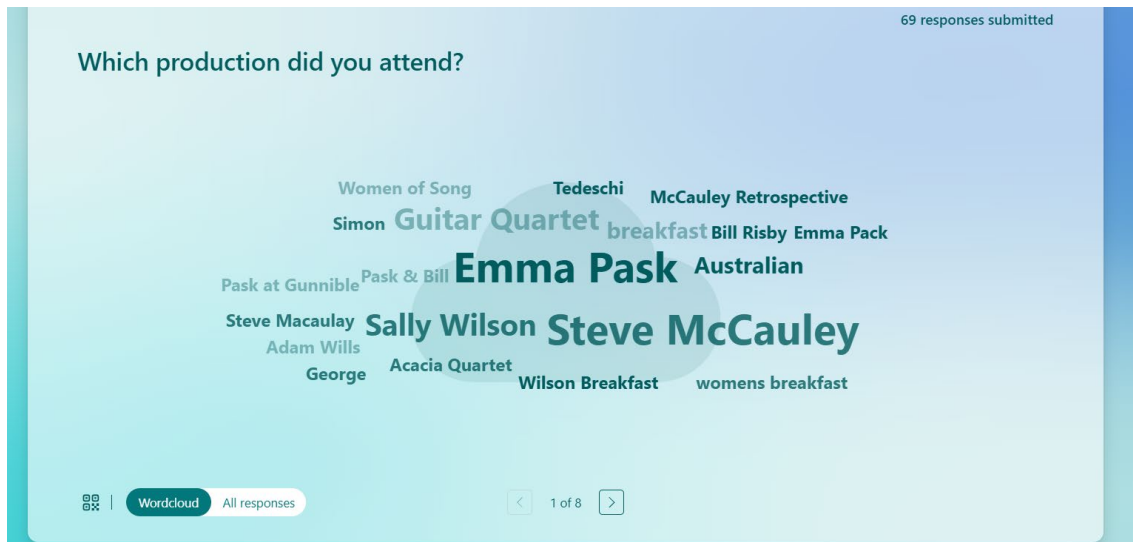 69 responses submitted
Which production did you attend?
Women of Song
Tedeschi
McCauley Retrospective
Simon
Guitar Quartet
breakfast
Bill Risby
Emma Pack
Pask at Gunnible
Pask & Bill
Emma Pask
Australian
Steve Macaulay
Sally Wilson
Steve McCauley
Adam Wills
George
Acacia Quartet
Wilson Breakfast
womens breakfast
Wordcloud
All responses
1 of 8